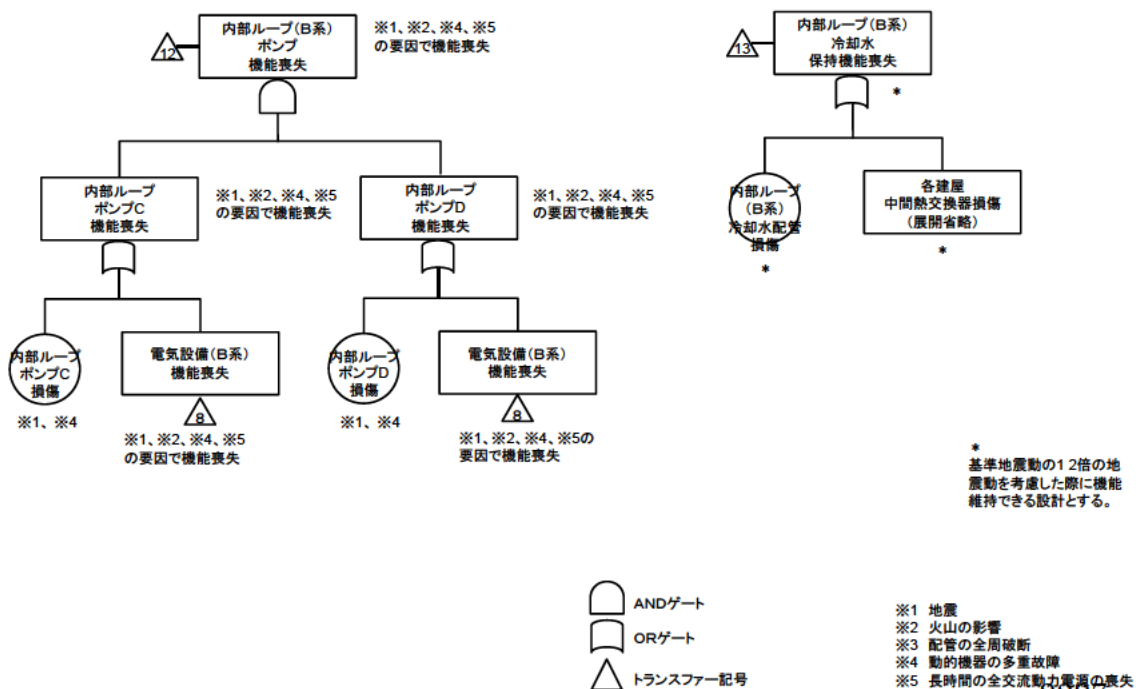 12
内部ループ(B系)
ポンプ
機能喪失
※1、※2、※4、※5
の要因で機能喪失
内部ループ
ポンプC
機能喪失
※1、※2、※4、※5
の要因で機能喪失
内部ループ
ポンプD
機能喪失
※1、※2、※4、※5
の要因で機能喪失
内部ループ
ポンプC
損傷
※1、※4
電気設備(B系)
機能喪失
8
※1、※2、※4、※5
の要因で機能喪失
内部ループ
ポンプD
損傷
※1、※4
電気設備(B系)
機能喪失
8
※1、※2、※4、※5の
要因で機能喪失
13
内部ループ(B系)
冷却水
保持機能喪失
*
内部ループ
(B系)
冷却水配管
損傷
*
各建屋
中間熱交換器損傷
(展開省略)
*
*
基準地震動の1 2倍の地
震動を考慮した際に機能
維持できる設計とする。
ANDゲート
ORゲート
トランスファー記号
※1 地震
※2 火山の影響
※3 配管の全周破断
※4 動的機器の多重故障
※5 長時間の全交流動力電源の喪失